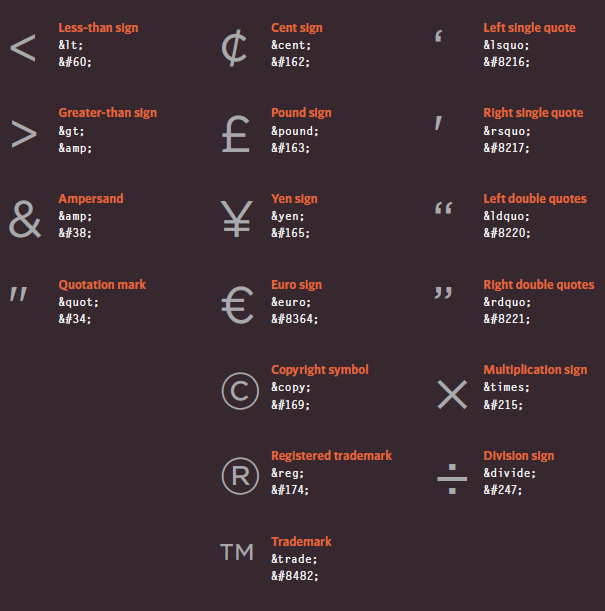 <
Less-than sign
&lt;
&#60;
>
Greater-than sign
&gt;
&amp;
&
Ampersand
&amp;
&#38;
"
Quotation mark
&quot;
&#34;
¢
Cent sign
&cent;
&#162;
£
Pound sign
&pound;
&#163;
¥
Yen sign
&yen;
&#165;
€
Euro sign
&euro;
&#8364;
©
Copyright symbol
&copy;
&#169;
®
Registered trademark
&reg;
&#174;
™
Trademark
&trade;
&#8482;
‘
Left single quote
&lsquo;
&#8216;
'
Right single quote
&rsquo;
&#8217;
“
Left double quotes
&ldquo;
&#8220;
”
Right double quotes
&rdquo;
&#8221;
×
Multiplication sign
&times;
&#215;
÷
Division sign
&divide;
&#247;